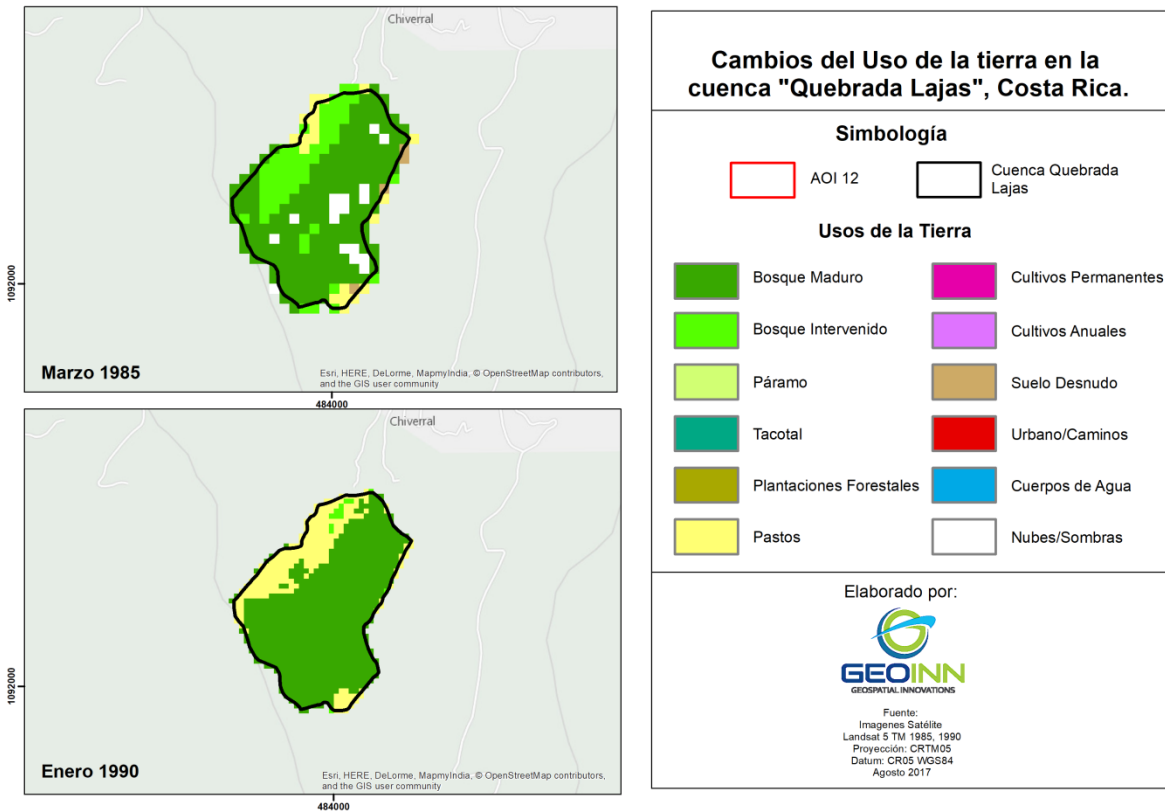 Chiverral
1092000
Marzo 1985
Esri, HERE, DeLorme, MapmyIndia, © OpenStreetMap contributors,
and the GIS user community
484000
Chiverral
1092000
Enero 1990
Esri, HERE, DeLorme, MapmyIndia, © OpenStreetMap contributors,
and the GIS user community
484000
Cambios del Uso de la tierra en la
cuenca "Quebrada Lajas", Costa Rica.
Simbología
AOI 12
Cuenca Quebrada
Lajas
Usos de la Tierra
Bosque Maduro
Cultivos Permanentes
Bosque Intervenido
Cultivos Anuales
Páramo
Suelo Desnudo
Tacotal
Urbano/Caminos
Plantaciones Forestales
Cuerpos de Agua
Pastos
Nubes/Sombras
Elaborado por:
GEOINN
GEOSPATIAL INNOVATIONS
Fuente:
Imagenes Satélite
Landsat 5 TM 1985, 1990
Proyección: CRTM05
Datum: CR05 WGS84
Agosto 2017